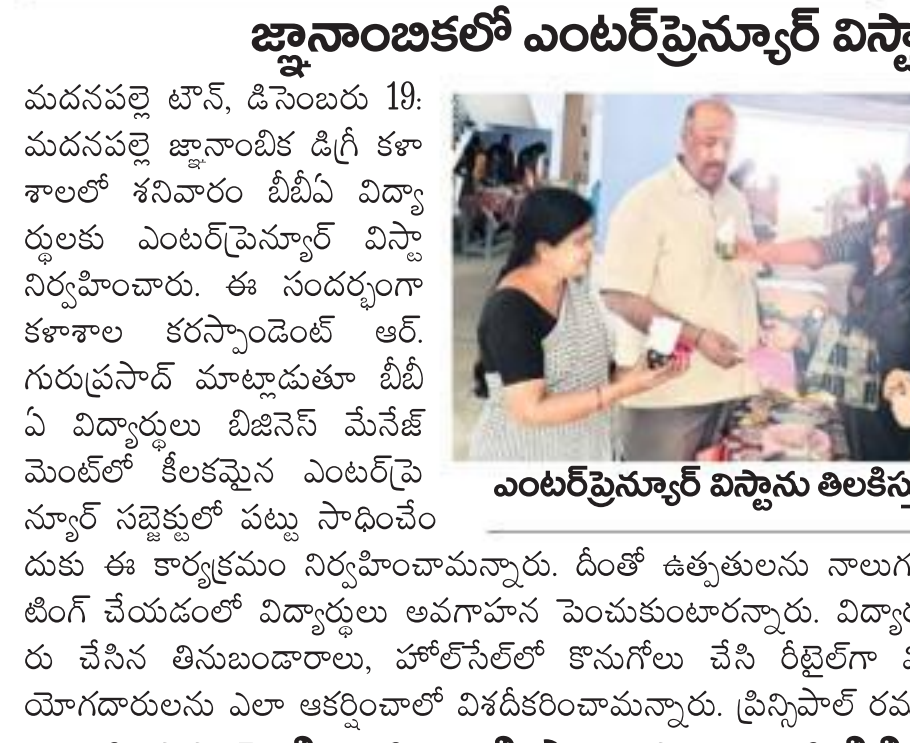 జ్ఞానాంబికలో ఎంటర్‌ప్రెన్యూర్ విస్టా
మదనపల్లె టౌన్, డిసెంబరు 19:
మదనపల్లె జ్ఞానాంబిక డిగ్రీ కళా
శాలలో శనివారం బీబీఏ విద్యా
ర్థులకు ఎంటర్‌ప్రెన్యూర్ విస్టా
నిర్వహించారు. ఈ సందర్భంగా
కళాశాల కరస్పాండెంట్ ఆర్.
గురుప్రసాద్ మాట్లాడుతూ బీబీ
ఏ విద్యార్థులు బిజినెస్ మేనేజ్
మెంట్‌లో కీలకమైన ఎంటర్‌ప్రె
న్యూర్ సబ్జెక్టులో పట్టు సాధించేం
ఎంటర్‌ప్రెన్యూర్ విస్టాను
దుకు ఈ కార్యక్రమం నిర్వహించామన్నారు. దీంతో ఉత్పతులను
టింగ్ చేయడంలో విద్యార్థులు అవగాహన పెంచుకుంటారన్నారు.
రు చేసిన తినుబండారాలు, హోల్‌సేల్‌లో కొనుగోలు చేసి రీటైల్‌గా
యోగదారులను ఎలా ఆకర్షించాలో విశదీకరించామన్నారు. ప్రిన్సిపాల్